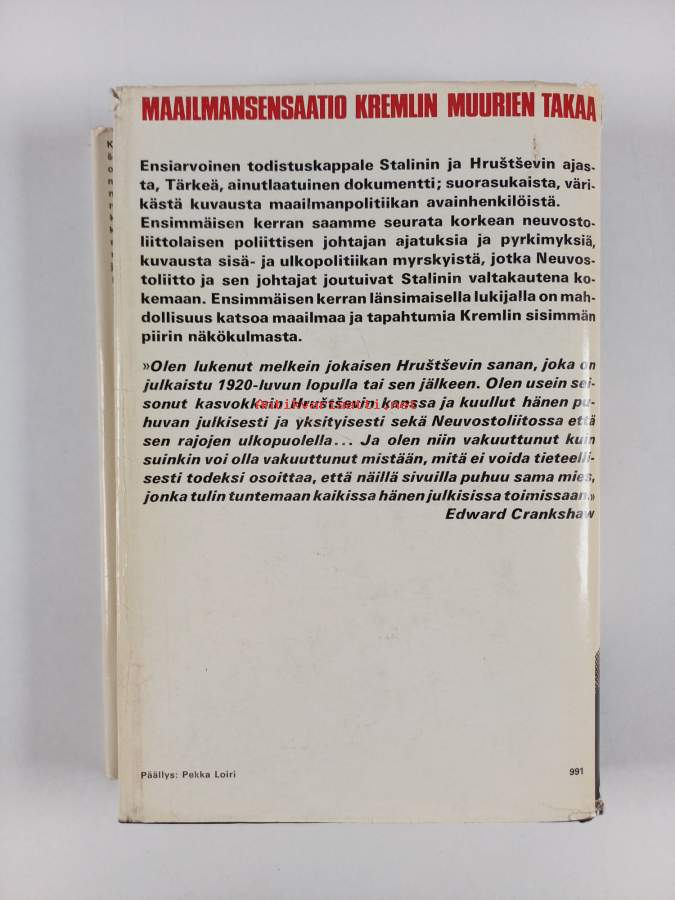 MAAILMANSENSAATIO KREMLIN MUURIEN TAKAA
Ensiarvoinen todistuskappale Stalinin ja Hruštševin ajas-
ta, Tärkeä, ainutlaatuinen dokumentti; suorasukaista, väri-
kästä kuvausta maailmanpolitiikan avainhenkilöistä.
Ensimmäisen kerran saamme seurata korkean neuvosto-
liittolaisen poliittisen johtajan ajatuksia ja pyrkimyksiä,
kuvausta sisä- ja ulkopolitiikan myrskyistä, jotka Neuvos-
toliitto ja sen johtajat joutuivat Stalinin valtakautena ko-
kemaan. Ensimmäisen kerran länsimaisella lukijalla on mah-
dollisuus katsoa maailmaa ja tapahtumia Kremlin sisimmän
piirin näkökulmasta.
»Olen lukenut melkein jokaisen Hruštševin sanan, joka on
julkaistu 1920-luvun lopulla tai sen jälkeen. Olen usein sei-
sonut kasvokkain Hruštševin kanssa ja kuullut hänen pu-
antikvariaatti.net
huvan julkisesti ja yksityisesti sekä Neuvostoliitossa että
sen rajojen ulkopuolella... Ja olen niin vakuuttunut kuin
suinkin voi olla vakuuttunut mistään, mitä ei voida tieteelli-
sesti todeksi osoittaa, että näillä sivuilla puhuu sama mies,
jonka tulin tuntemaan kaikissa hänen julkisissa toimissaan.»
Edward Crankshaw
Päällys: Pekka Loiri
991